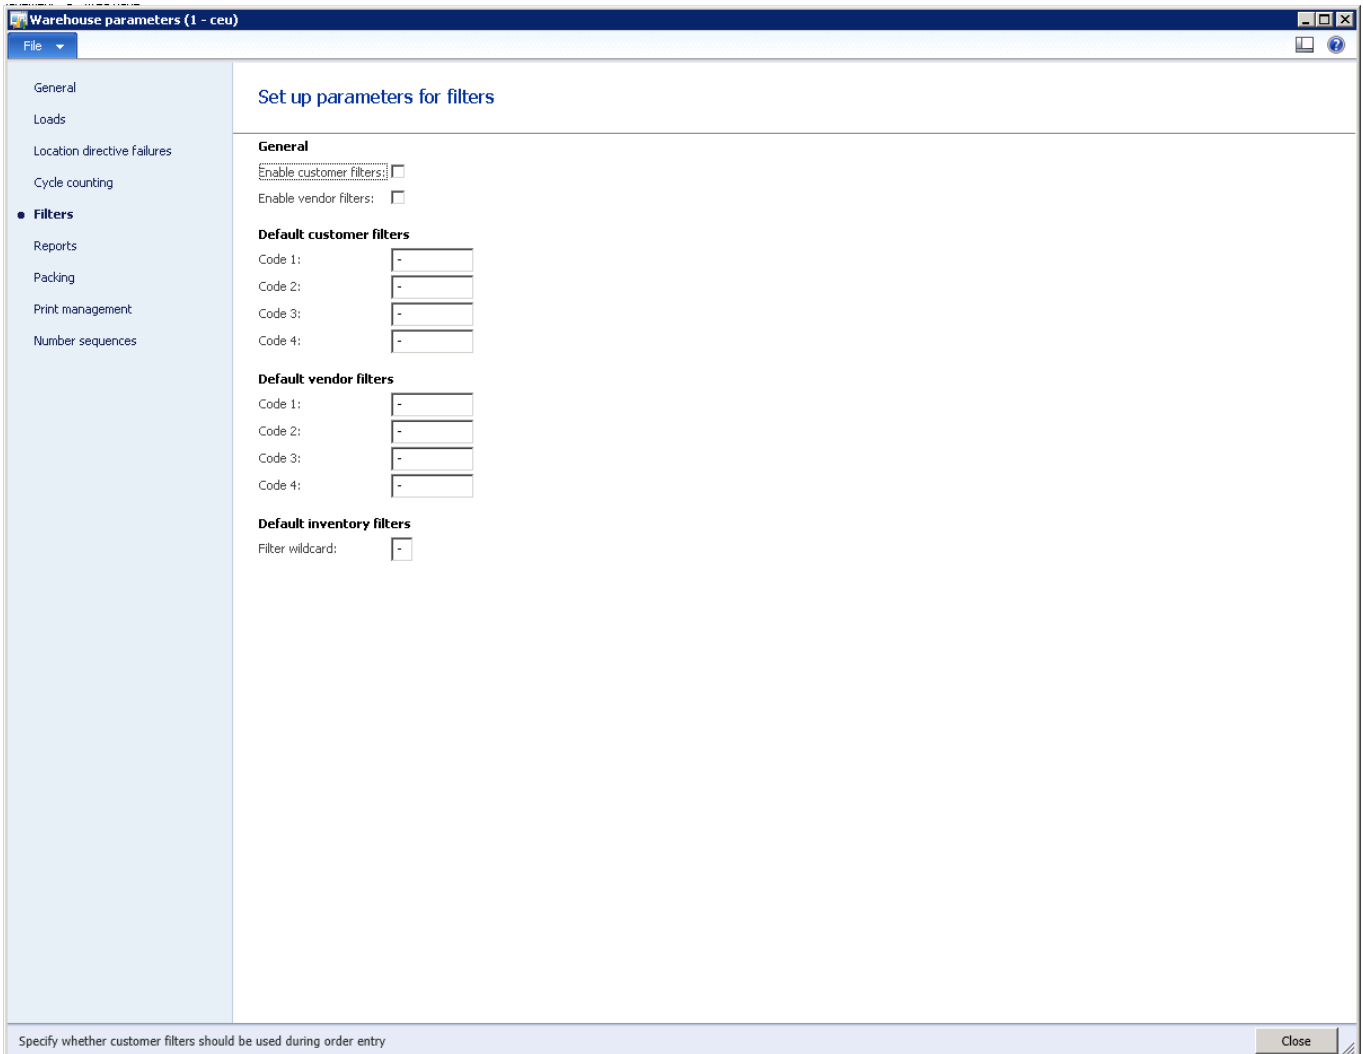 Warehouse parameters (1 - ceu)
File
General
Loads
Location directive failures
Cycle counting
Filters
Reports
Packing
Print management
Number sequences
Set up parameters for filters
General
Enable customer filters:
Enable vendor filters:
Default customer filters
Code 1: -
Code 2: -
Code 3: -
Code 4: -
Default vendor filters
Code 1: -
Code 2: -
Code 3: -
Code 4: -
Default inventory filters
Filter wildcard: -
Specify whether customer filters should be used during order entry
Close